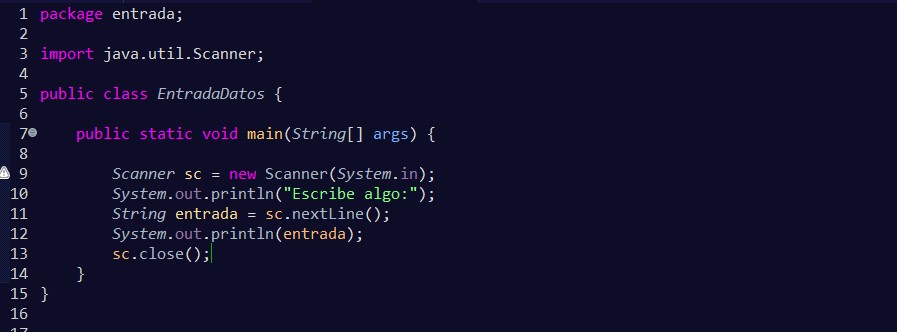 1 package entrada;
2
3 import java.util.Scanner;
4
5 public class EntradaDatos {
6
7 public static void main(String[] args) {
8
9 Scanner sc = new Scanner(System.in);
10 System.out.println("Escribe algo:");
11 String entrada = sc.nextLine();
12 System.out.println(entrada);
13 sc.close();
14 }
15 }
16
17